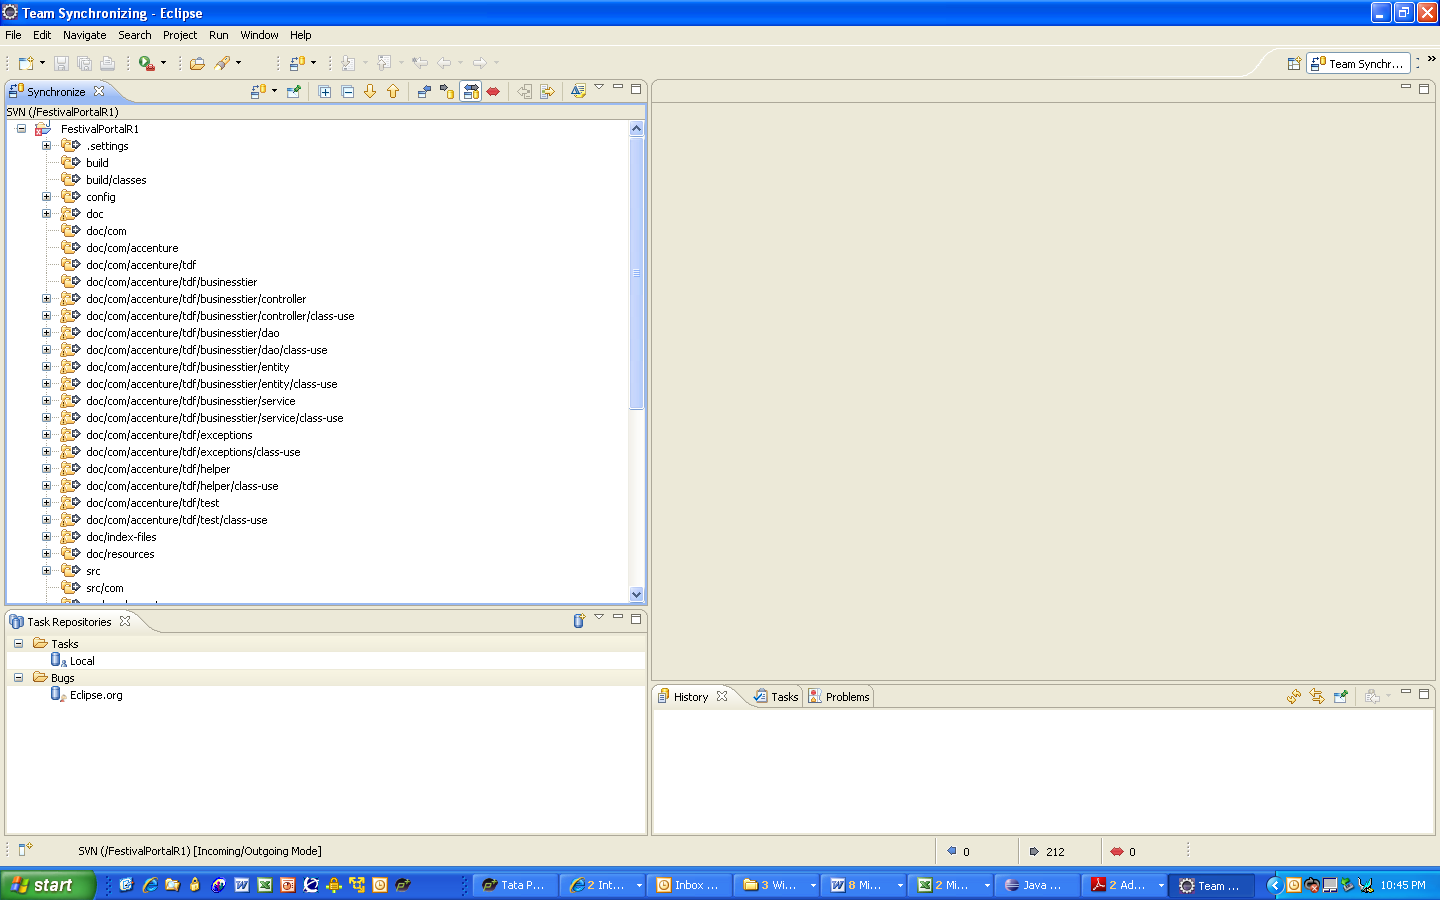 Team Synchronizing - Eclipse
File Edit Navigate Search Project Run Window Help
Team Synchr...
Synchronize
SVN (/FestivalPortalR1)
FestivalPortalR1
.settings
build
build/classes
config
doc
doc/com
doc/com/accenture
doc/com/accenture/tdf
doc/com/accenture/tdf/businesstier
doc/com/accenture/tdf/businesstier/controller
doc/com/accenture/tdf/businesstier/controller/class-use
doc/com/accenture/tdf/businesstier/dao
doc/com/accenture/tdf/businesstier/dao/class-use
doc/com/accenture/tdf/businesstier/entity
doc/com/accenture/tdf/businesstier/entity/class-use
doc/com/accenture/tdf/businesstier/service
doc/com/accenture/tdf/businesstier/service/class-use
doc/com/accenture/tdf/exceptions
doc/com/accenture/tdf/exceptions/class-use
doc/com/accenture/tdf/helper
doc/com/accenture/tdf/helper/class-use
doc/com/accenture/tdf/test
doc/com/accenture/tdf/test/class-use
doc/index-files
doc/resources
src
src/com
Task Repositories
Tasks
Local
Bugs
Eclipse.org
History Tasks Problems
SVN (/FestivalPortalR1) [Incoming/Outgoing Mode] 0 212 0
start Tata P... 2 Int... Inbox ... 3 Wi... 8 Mi... 2 Mi... Java ... 2 Ad... Team ... 10:45 PM